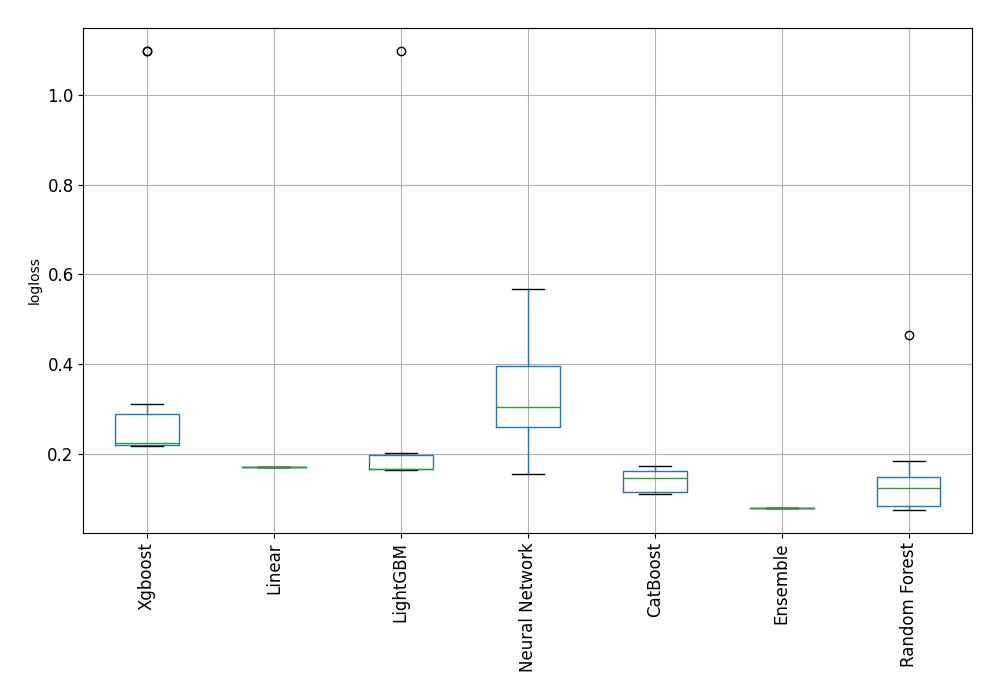 logloss
1.0
0.8
0.6
0.4
0.2
Xgboost
Linear
LightGBM
Neural Network
CatBoost
Ensemble
Random Forest